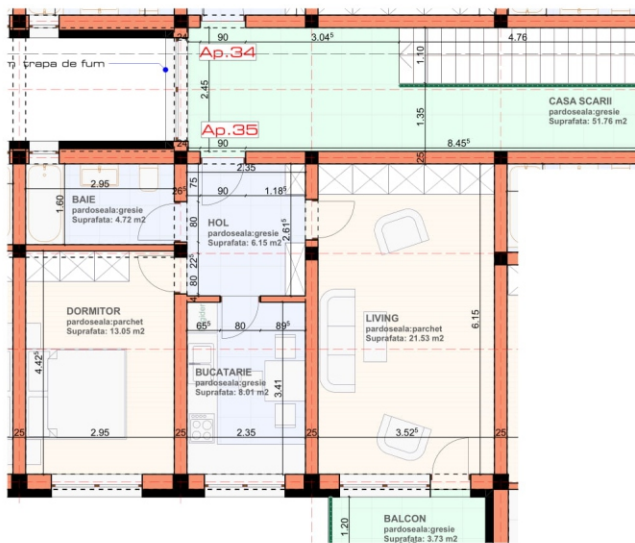 24
90
3.04⁵
4.76
Ap.34
1.10
trapa de fum
2.45
1.35
CASA SCARII
pardoseala:gresie
Suprafata: 51.76 m2
Ap.35
24
90
8.45⁵
25
2.35
2.95
26⁵
75
90
1.18⁵
BAIE
pardoseala:gresie
Suprafata: 4.72 m2
1.60
80
HOL
pardoseala:gresie
Suprafata: 6.15 m2
2.61⁵
22⁵
80
DORMITOR
pardoseala:parchet
Suprafata: 13.05 m2
LIVING
pardoseala:parchet
Suprafata: 21.53 m2
6.15
65⁵
80
89⁵
4.42⁵
BUCATARIE
pardoseala:gresie
Suprafata: 8.01 m2
3.41
25
2.95
25
2.35
25
3.52⁵
25
1.20
BALCON
pardoseala:gresie
Suprafata: 3.73 m2